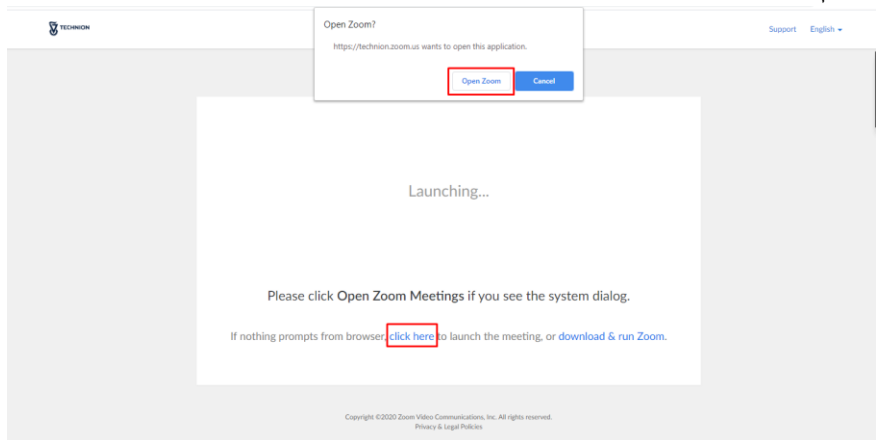 TECHNION
Support English
Open Zoom?
https://technion.zoom.us wants to open this application.
Open Zoom Cancel
Launching...
Please click Open Zoom Meetings if you see the system dialog.
If nothing prompts from browser, click here to launch the meeting, or download & run Zoom.
Copyright ©2020 Zoom Video Communications, Inc. All rights reserved.
Privacy & Legal Policies